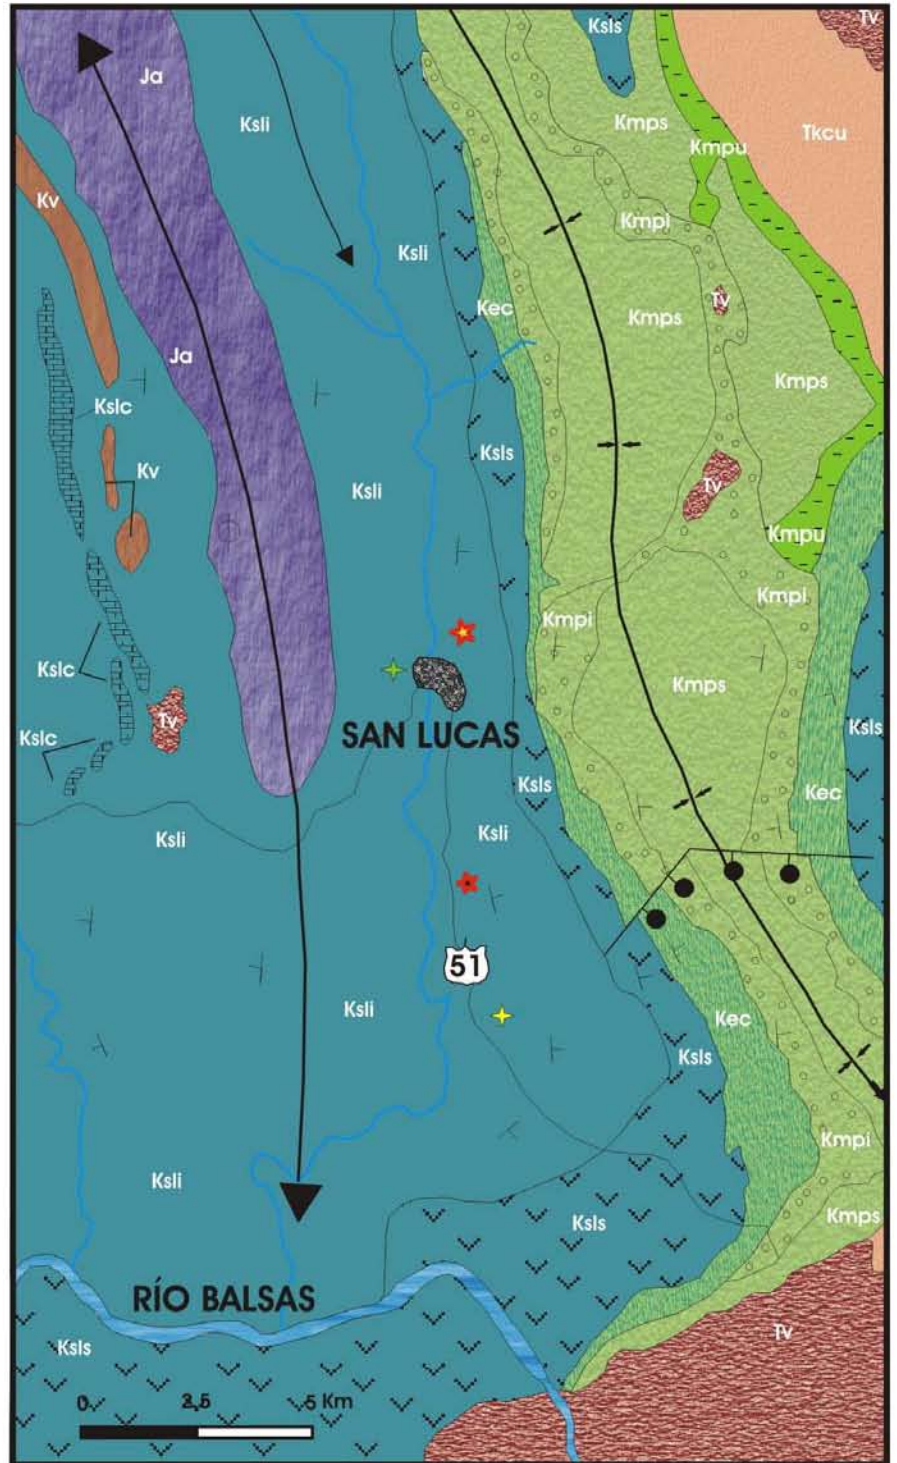 Tv
Ksls
Ja
Ksli
Kmps
Tkcu
Kmpu
Kv
Kmpi
Ksli
Tv
Kec
Kmps
Ja
Kmps
Kslc
Ksls
Kv
Tv
Ksli
Kmpu
Kmpi
Kmpi
Kslc
Kmps
Tv
Ksls
SAN LUCAS
Kslc
Ksls
Kec
Ksli
Ksli
51
Ksli
Kec
Ksls
Kmpi
Ksli
Kmps
Ksls
RÍO BALSAS
Tv
Ksls
0 2,5 5 Km